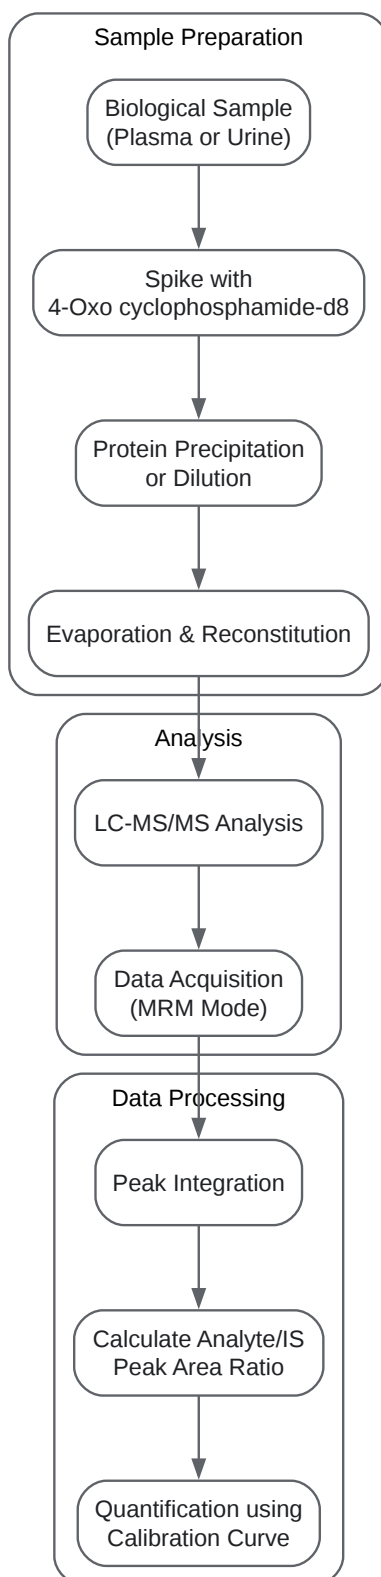 Sample Preparation
Biological Sample
(Plasma or Urine)
Spike with
4-Oxo cyclophosphamide-d8
Protein Precipitation
or Dilution
Evaporation & Reconstitution
Analysis
LC-MS/MS Analysis
Data Acquisition
(MRM Mode)
Data Processing
Peak Integration
Calculate Analyte/IS
Peak Area Ratio
Quantification using
Calibration Curve